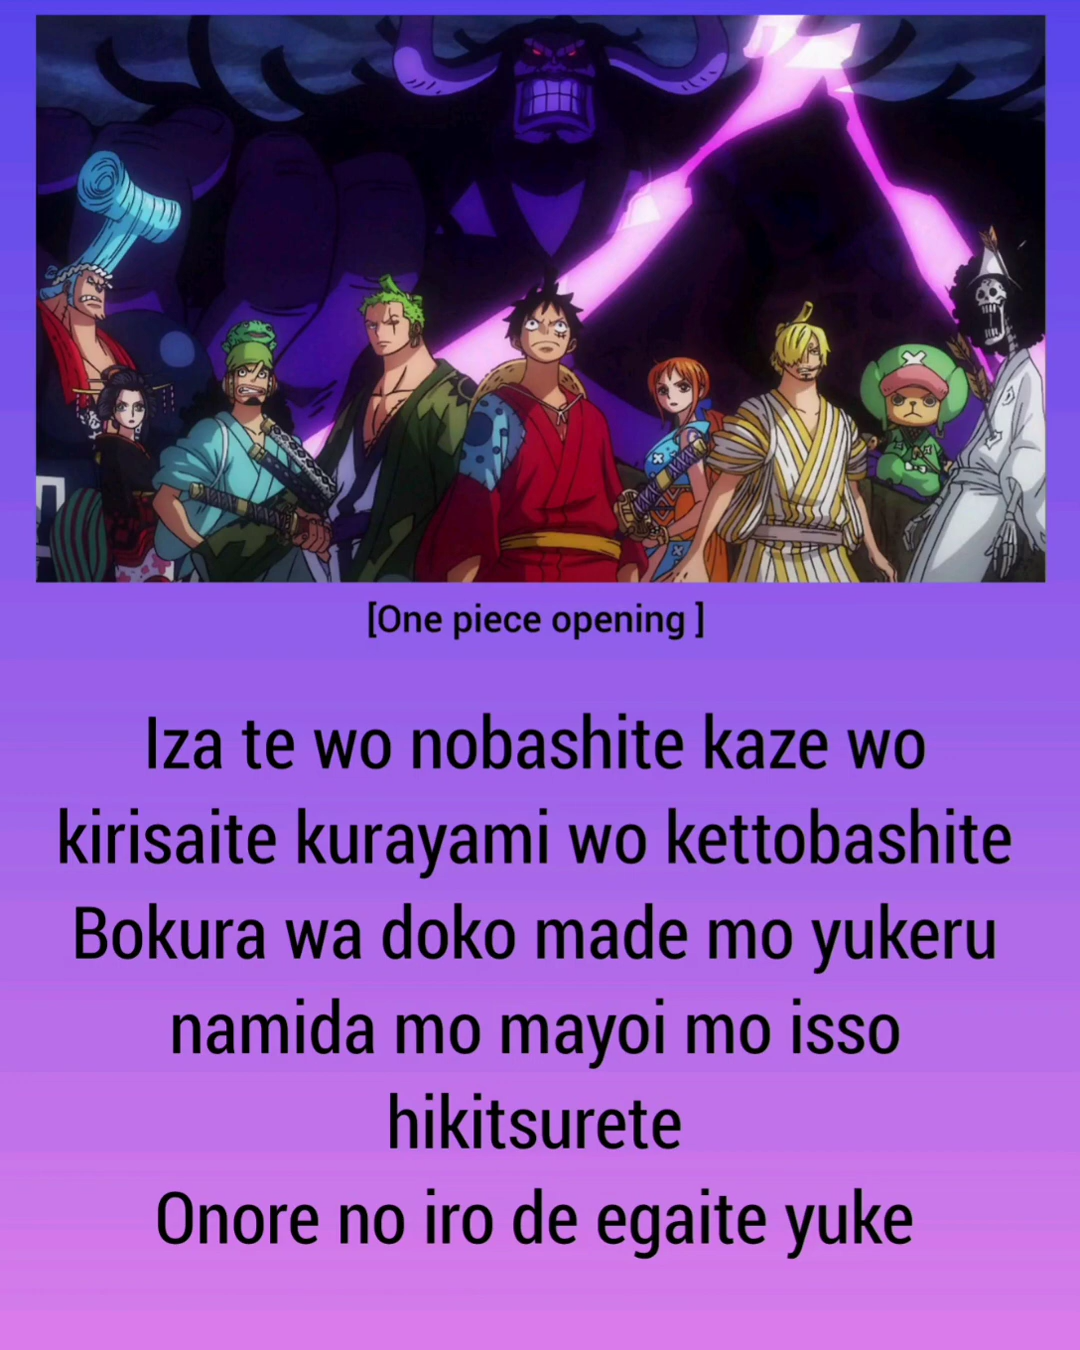 [One piece opening ]
Iza te wo nobashite kaze wo
kirisaite kurayami wo kettobashite
Bokura wa doko made mo yukeru
namida mo mayoi mo isso
hikitsurete
Onore no iro de egaite yuke